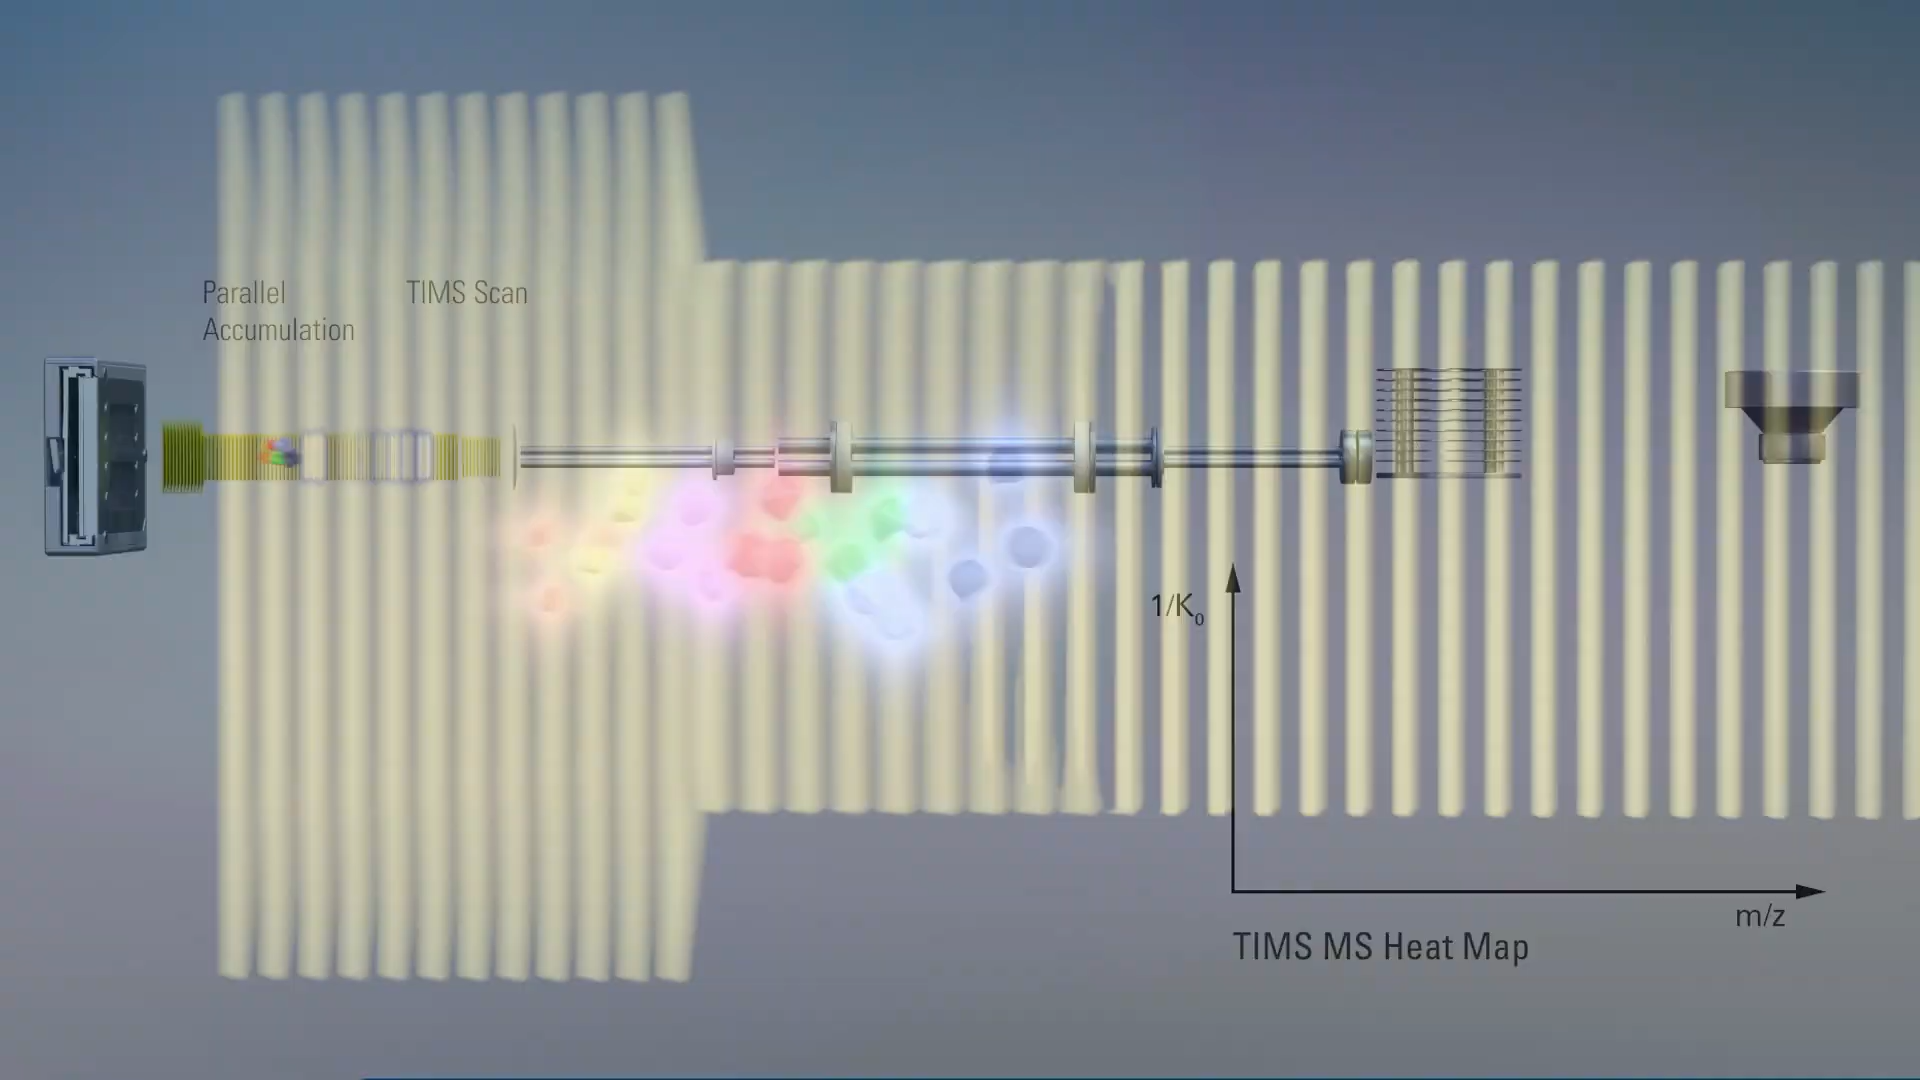 Parallel
Accumulation
TIMS Scan
1/K₀
m/z
TIMS MS Heat Map